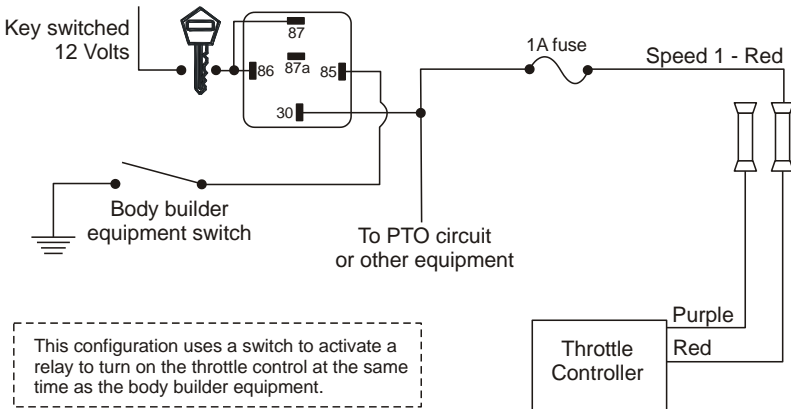 Key switched
12 Volts
87
87a
86
85
30
1A fuse
Speed 1 - Red
Body builder
equipment switch
To PTO circuit
or other equipment
Purple
Red
Throttle
Controller
This configuration uses a switch to activate a
relay to turn on the throttle control at the same
time as the body builder equipment.